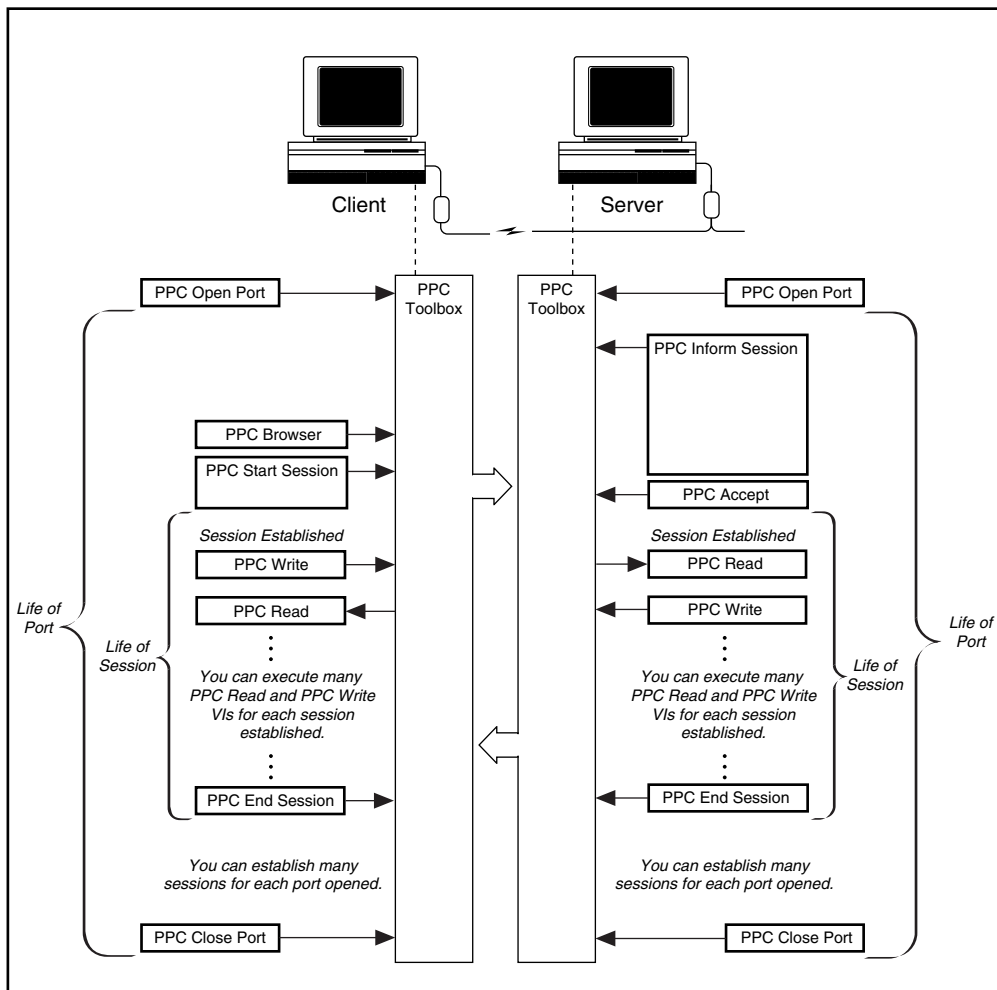 Client
Server
PPC Open Port
PPC
Toolbox
PPC
Toolbox
PPC Open Port
PPC Inform Session
PPC Browser
PPC Start Session
PPC Accept
Session Established
Session Established
PPC Write
PPC Read
PPC Read
PPC Write
Life of
Port
Life of
Session
You can execute many
PPC Read and PPC Write
VIs for each session
established.
You can execute many
PPC Read and PPC Write
VIs for each session
established.
Life of
Session
Life of
Port
PPC End Session
PPC End Session
You can establish many
sessions for each port opened.
You can establish many
sessions for each port opened.
PPC Close Port
PPC Close Port